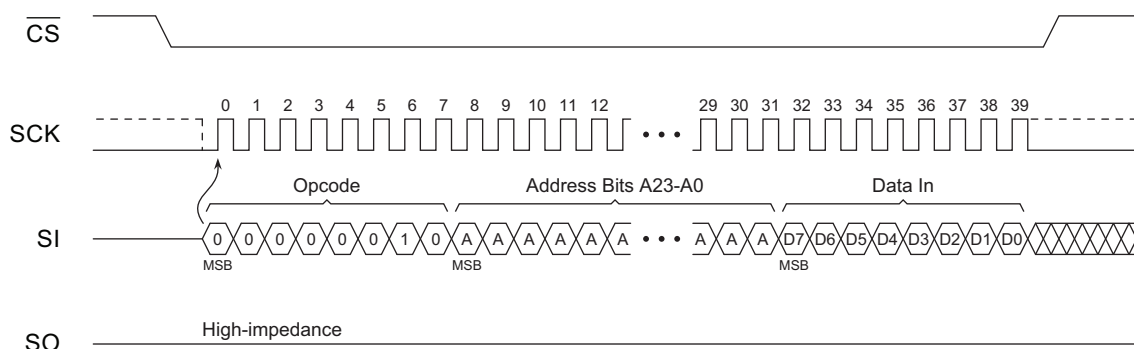 CS
0 1 2 3 4 5 6 7 8 9 10 11 12 29 30 31 32 33 34 35 36 37 38 39
SCK
Opcode Address Bits A23-A0 Data In
SI 0 0 0 0 0 0 1 0 A A A A A A A A A D7 D6 D5 D4 D3 D2 D1 D0
MSB MSB MSB
High-impedance
SO